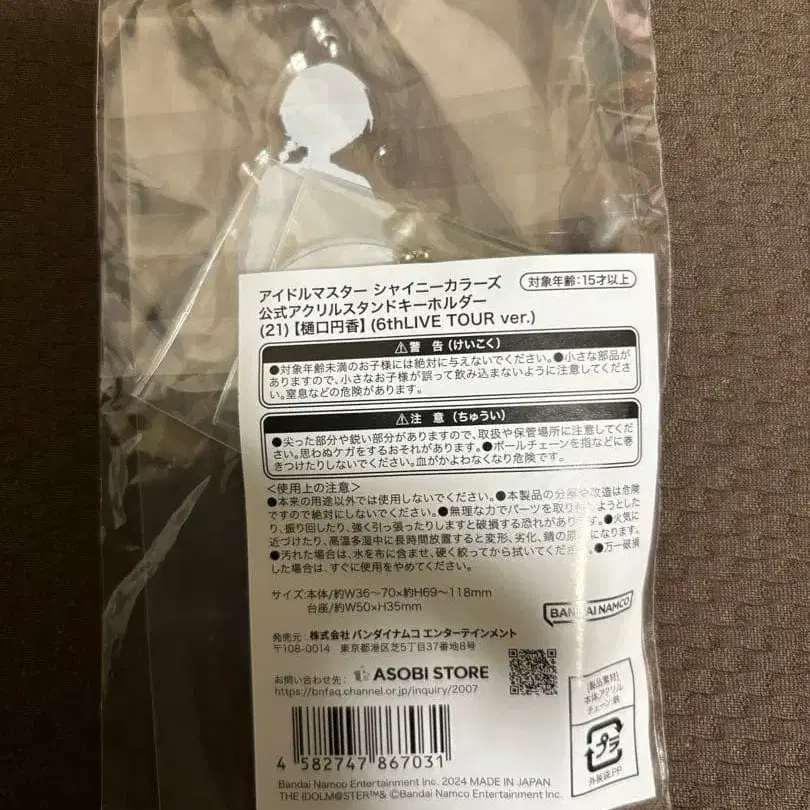 アイドルマスター シャイニーカラーズ
対象年齢:15才以上
公式アクリルスタンドキーホルダー
(21)【樋口円香】(6thLIVE TOUR ver.)
⚠警 告(けいこく)
●対象年齢未満のお子様には絶対に与えないでください。●小さな部品が
ありますので、小さなお子様が誤って飲み込まないように注意してくださ
い。窒息などの危険があります。
⚠注 意(ちゅうい)
●尖った部分や鋭い部分がありますので、取扱や保管場所に注意してくだ
さい。思わぬケガをするおそれがあります。●ボールチェーンを指などに巻
きつけたりしないでください。血がかよわなくなり危険です。
<使用上の注意>
●本来の用途以外では使用しないでください。●本製品の分解や改造は危険
ですので絶対にしないでください。●無理な力でパーツを取り外そうとした
り、振り回したり、強く引っ張ったりしますと破損する恐れがあります。●火気に
近づけたり、高温多湿中に長時間放置すると変形、劣化、錆の原因になります。
●汚れた場合は、水を布に含ませ、硬く絞ってから拭いてください。●万一破損
した場合は、すぐに使用をやめてください。
サイズ:本体/約W36〜70×約H69〜118mm
台座/約W50×H35mm
BANDAI NAMCO
発売元 株式会社 バンダイナムコ エンターテインメント
〒108-0014 東京都港区芝5丁目37番地8号
お問い合わせ先: ASOBI STORE
https://bnfaq.channel.or.jp/inquiry/2007
[製品素材]
本体:アクリル
チェーン:鉄
プラ
外装袋:PP
4 582747 867031
Bandai Namco Entertainment Inc. 2024 MADE IN JAPAN
THE IDOLM@STER™& ©Bandai Namco Entertainment Inc.